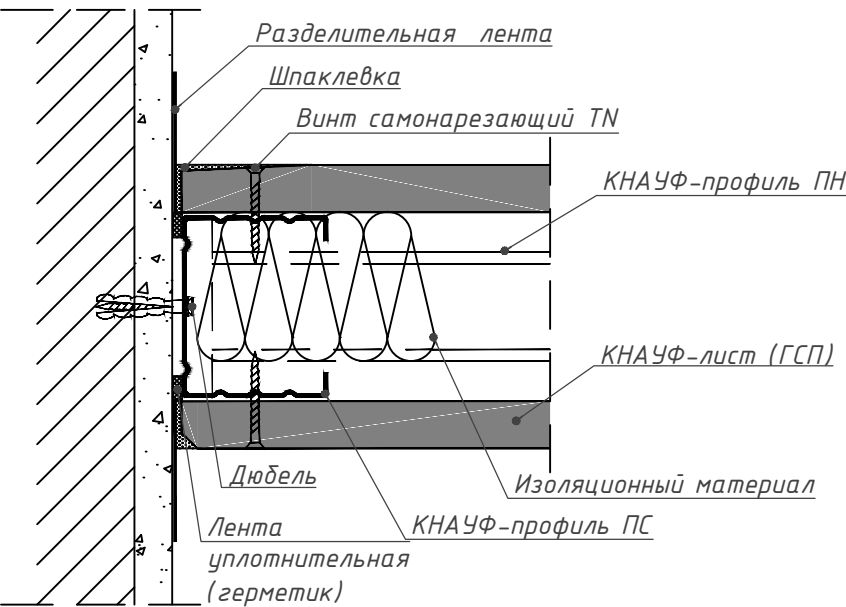 Разделительная лента
Шпаклевка
Винт самонарезающий TN
КНАУФ-профиль ПН
КНАУФ-лист (ГСП)
Изоляционный материал
Дюбель
КНАУФ-профиль ПС
Лента
уплотнительная
(герметик)